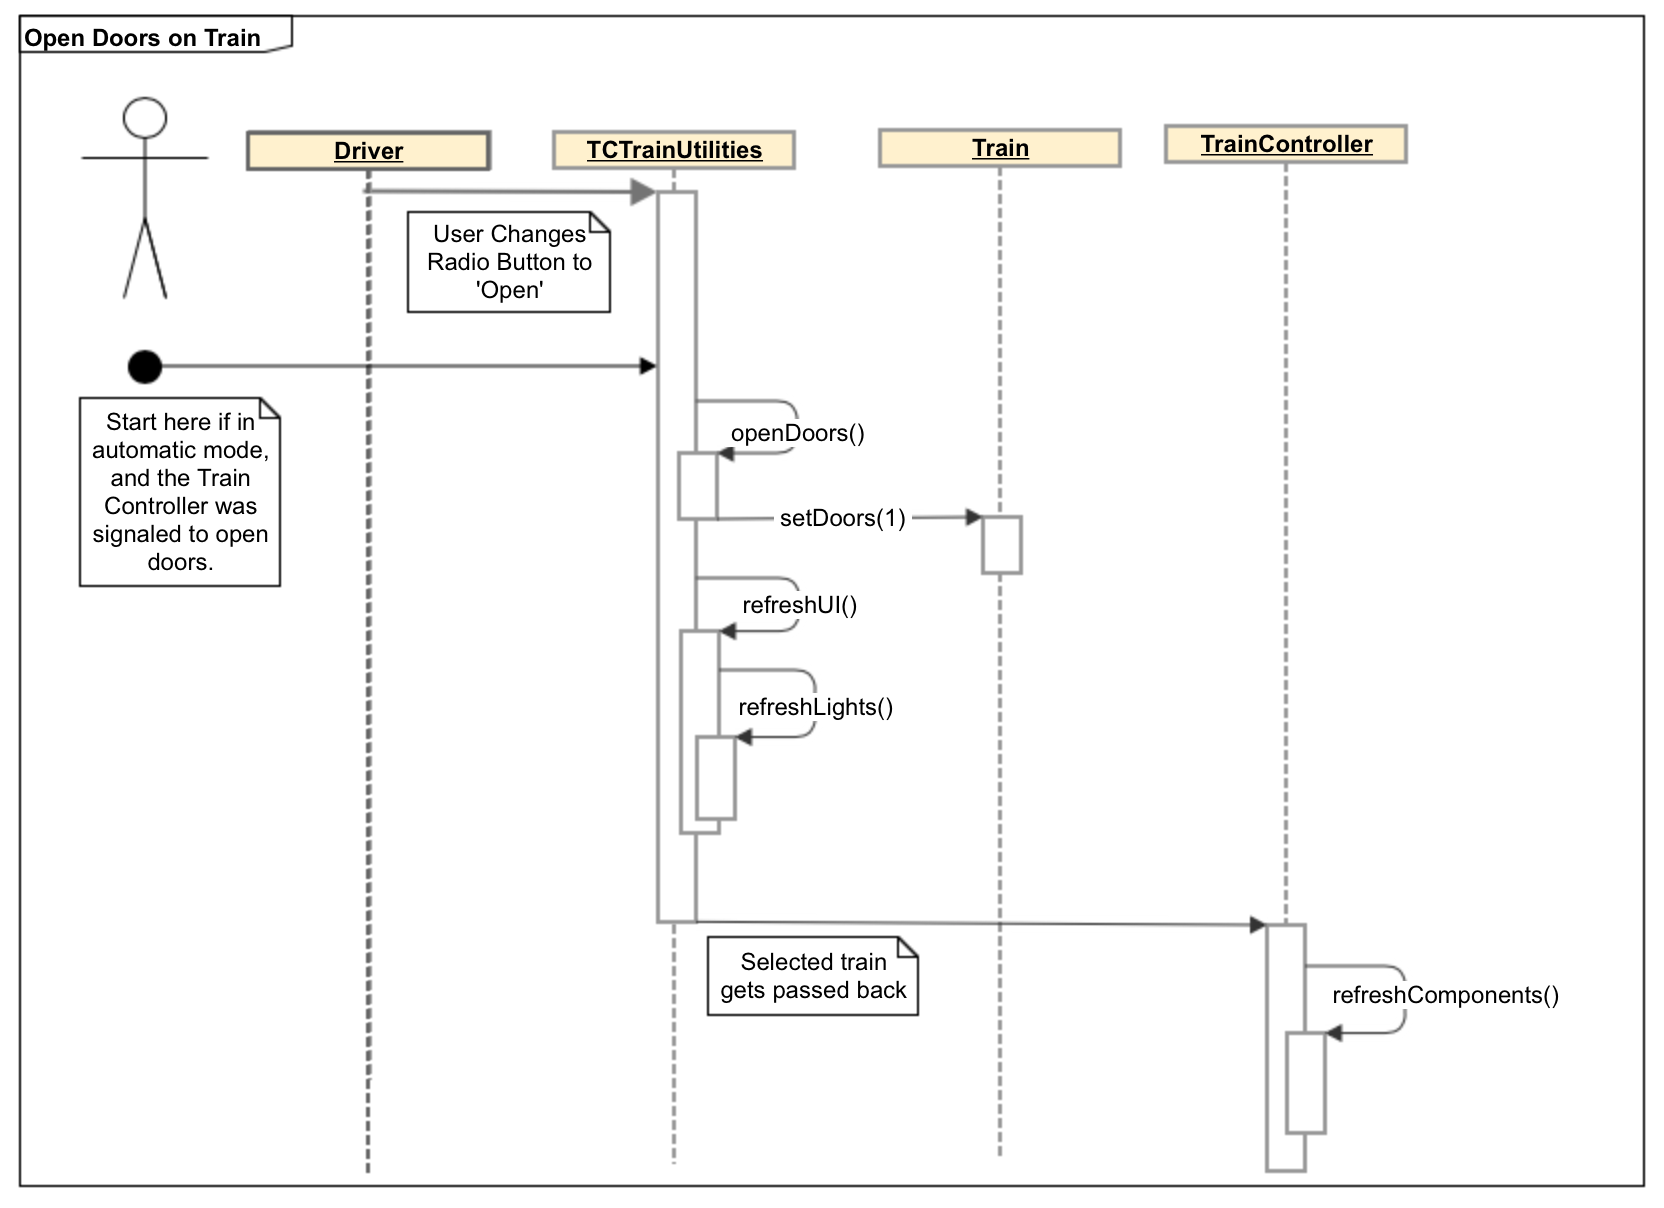 Open Doors on Train
Driver
TCTrainUtilities
Train
TrainController
User Changes
Radio Button to
'Open'
Start here if in
automatic mode,
and the Train
Controller was
signaled to open
doors.
openDoors()
setDoors(1)
refreshUI()
refreshLights()
Selected train
gets passed back
refreshComponents()